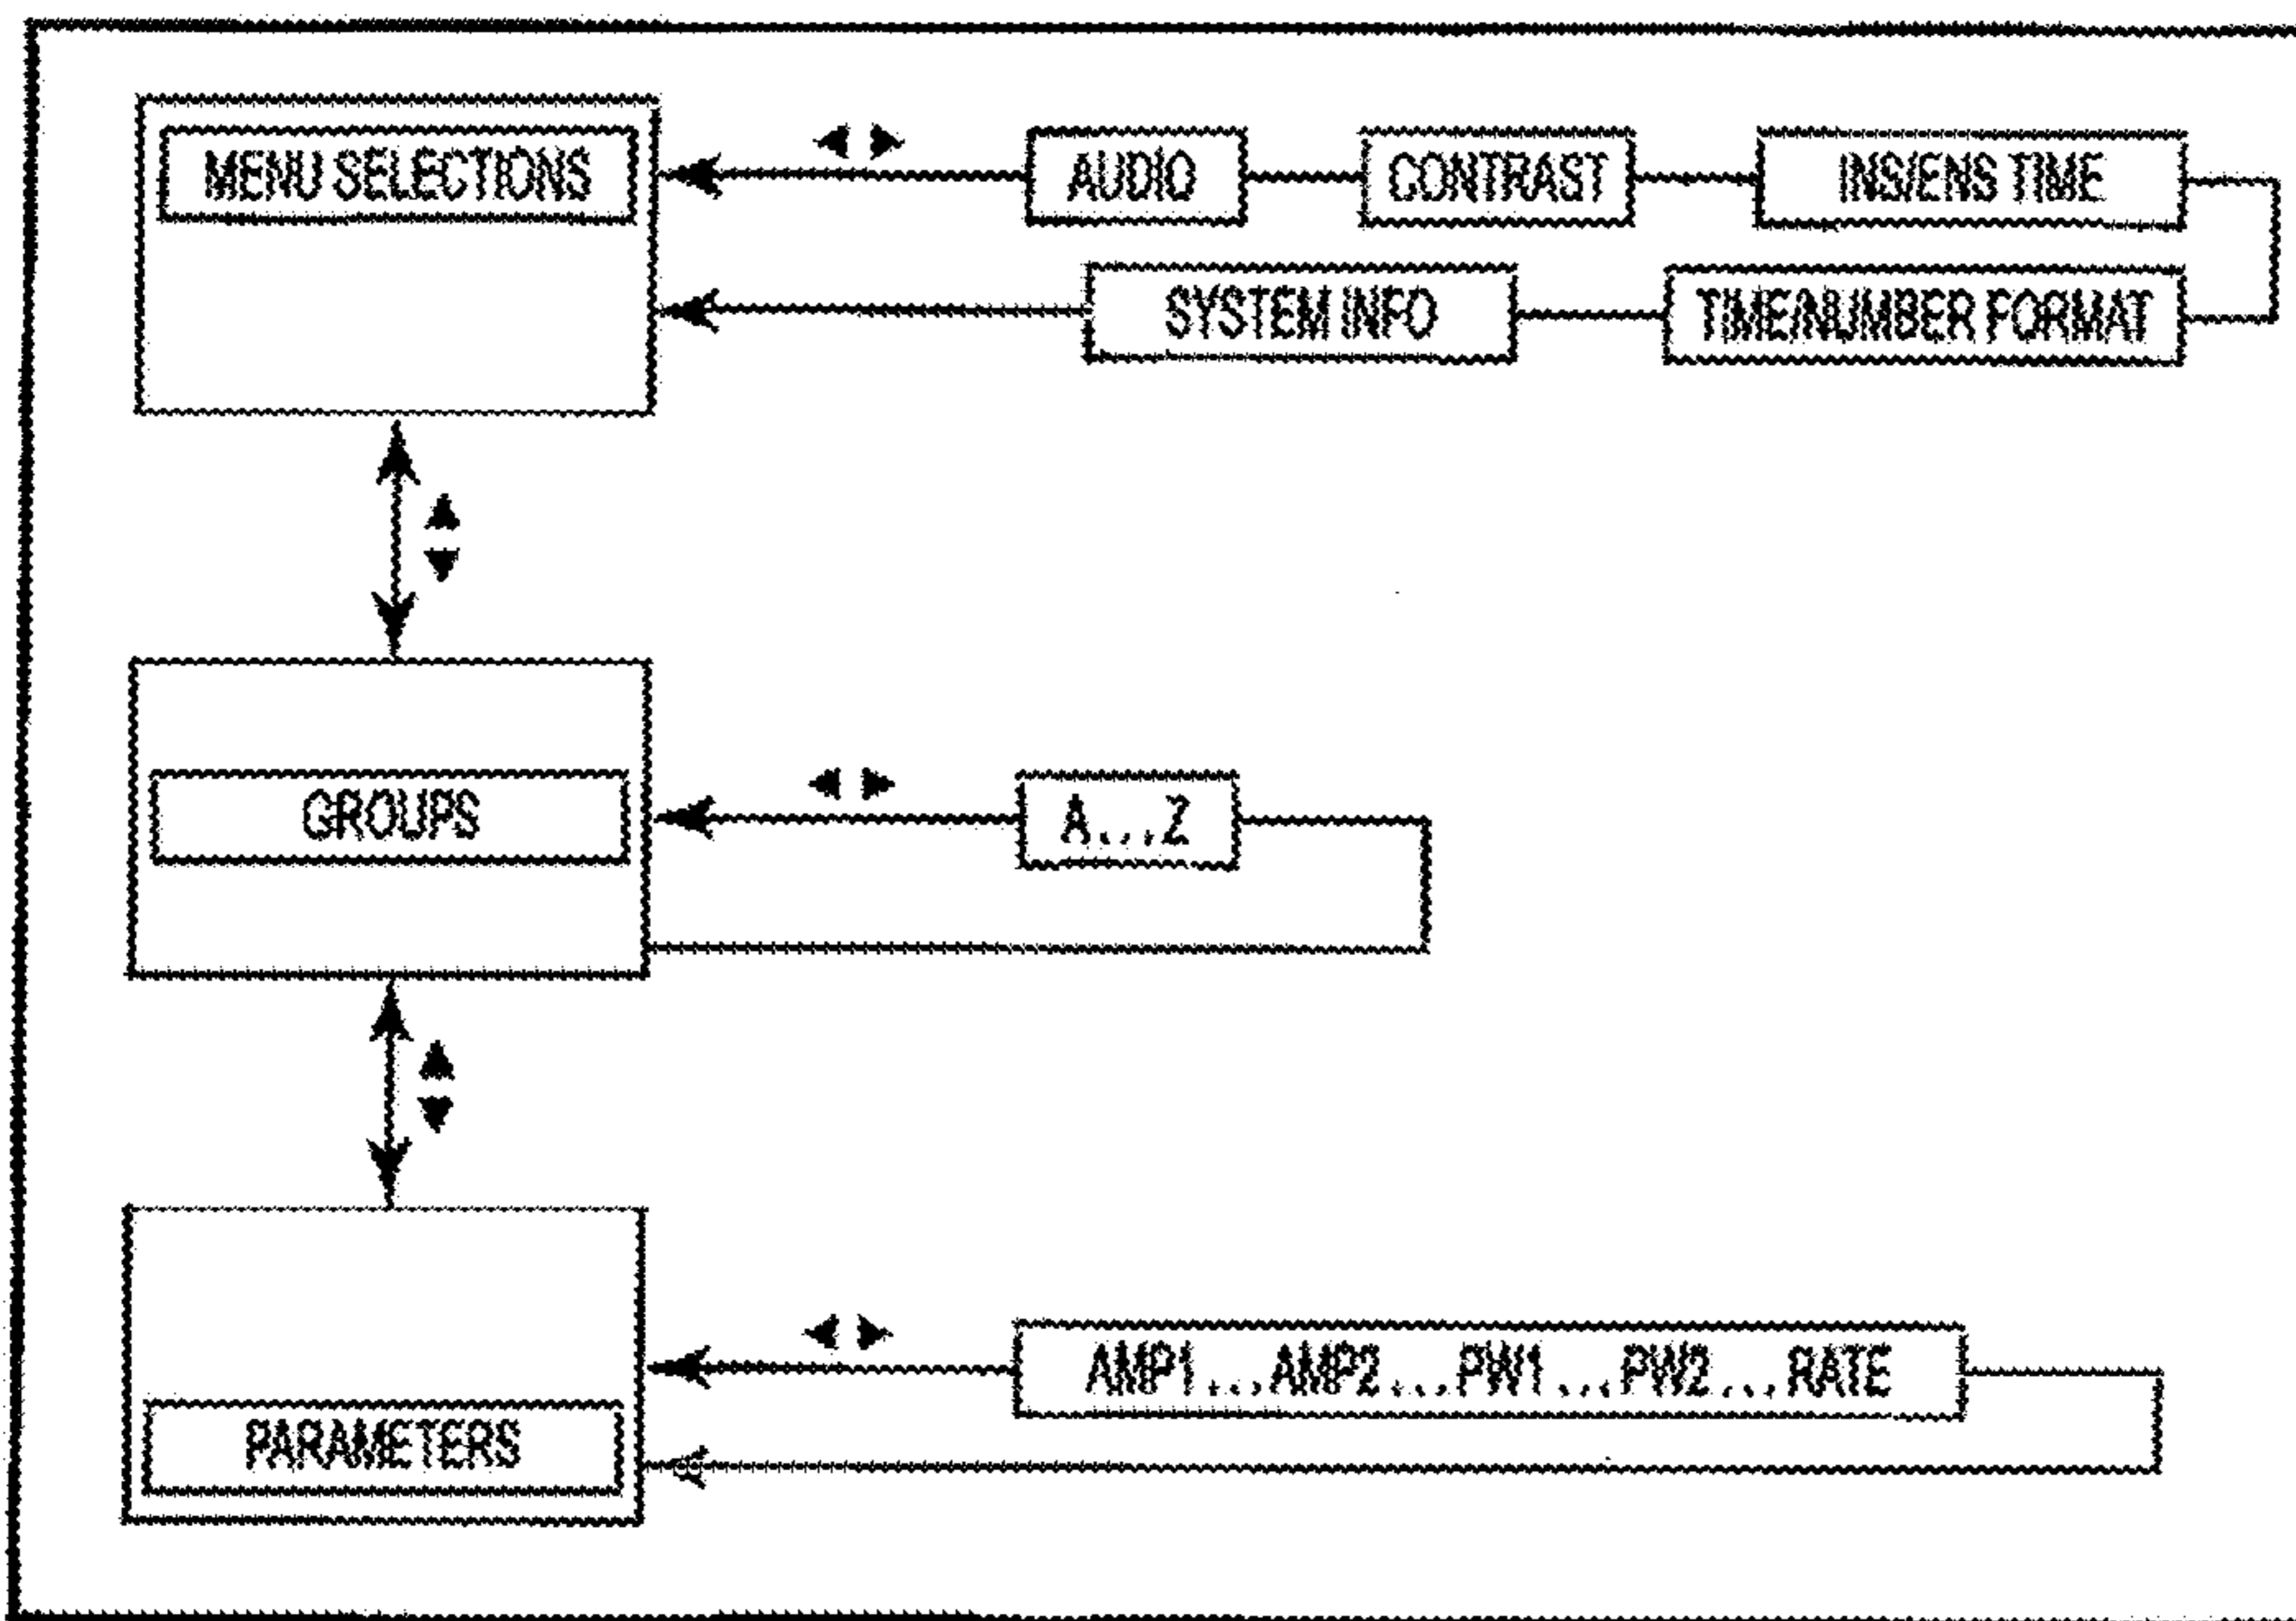 MENU SELECTIONS
AUDIO
CONTRAST
INS/ENS TIME
SYSTEM INFO
TIME/NUMBER FORMAT
GROUPS
A...Z
AMP1...AMP2...PW1...PW2...RATE
PARAMETERS